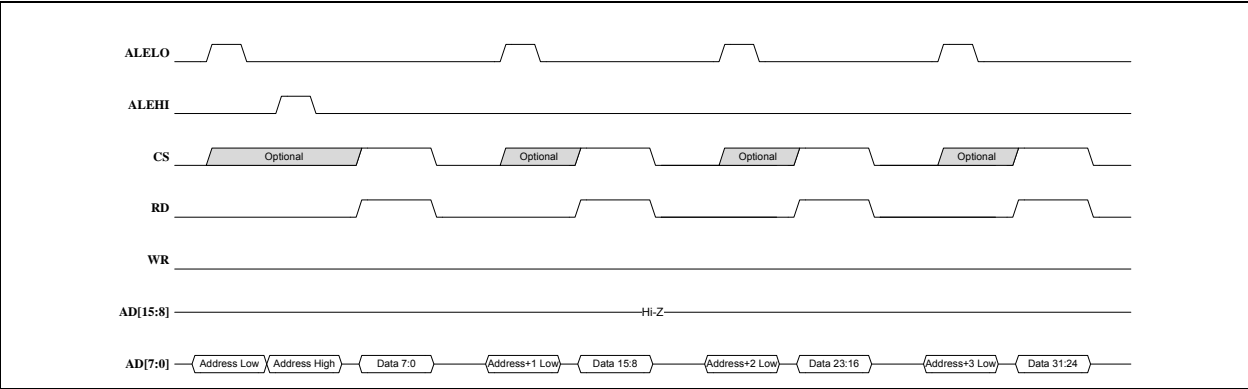 ALELO
ALEHI
CS Optional Optional Optional Optional
RD
WR
AD[15:8] Hi-Z
AD[7:0] Address Low Address High Data 7:0 Address+1 Low Data 15:8 Address+2 Low Data 23:16 Address+3 Low Data 31:24